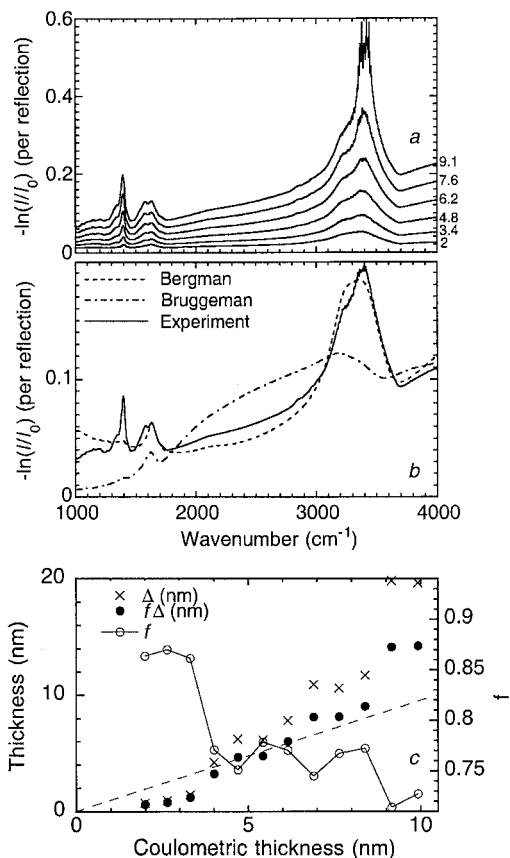 0.6
0.4
0.2
0
-ln(I/I0) (per reflection)
a
9.1
7.6
6.2
4.8
3.4
2
Bergman
Bruggeman
Experiment
0.1
0
-ln(I/I0) (per reflection)
b
1000 2000 3000 4000
Wavenumber (cm-1)
20
10
0
Thickness (nm)
Δ (nm)
fΔ (nm)
f
c
0.9
0.85
0.8
0.75
f
0 5 10
Coulometric thickness (nm)